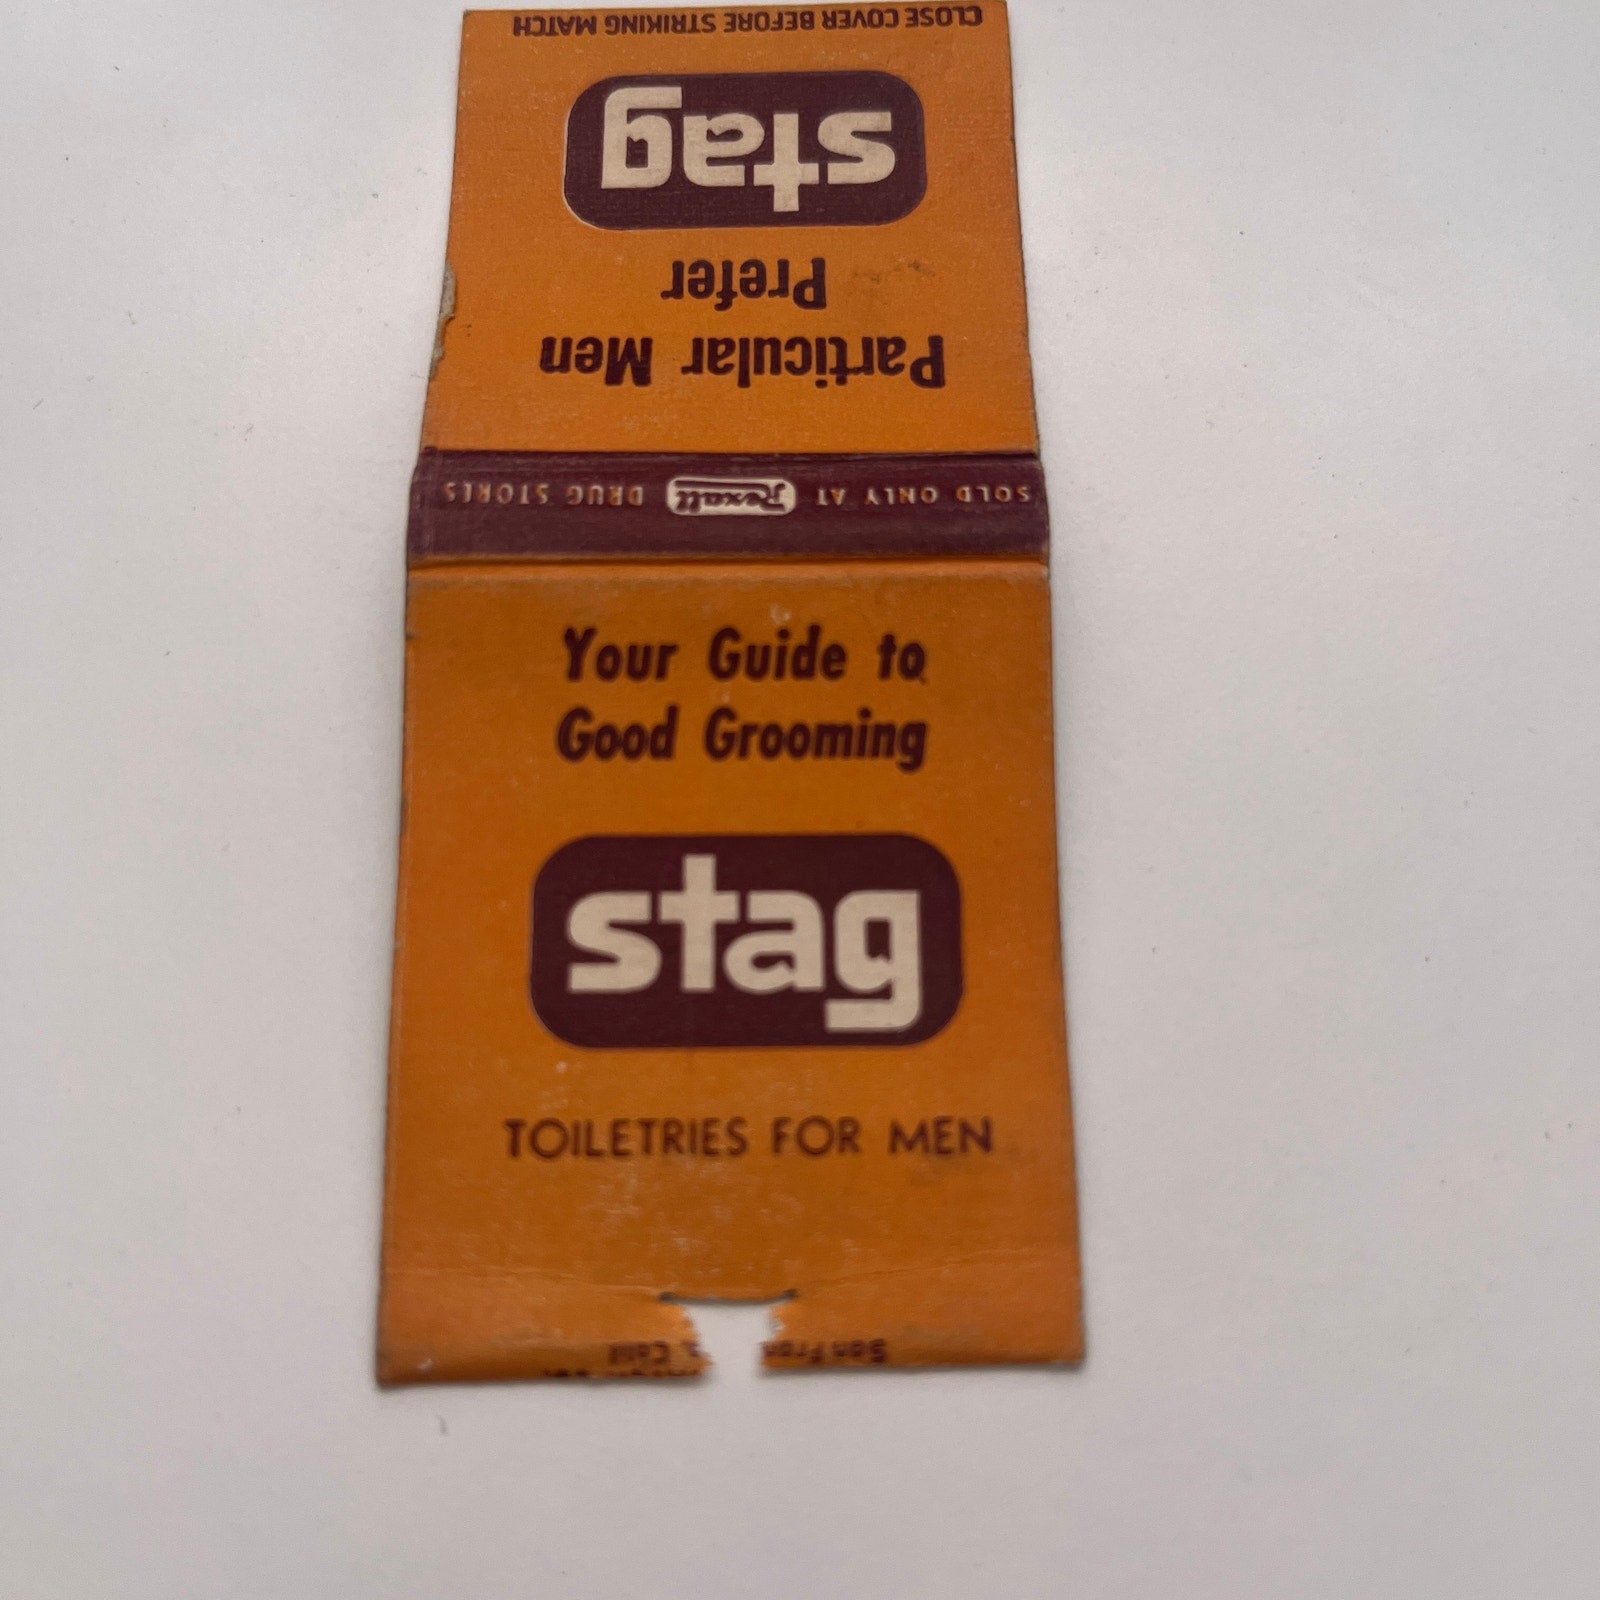 CLOSE COVER BEFORE STRIKING MATCH
Particular Men
Prefer
stag
SOLD ONLY AT Rexall DRUG STORES
Your Guide to
Good Grooming
stag
TOILETRIES FOR MEN